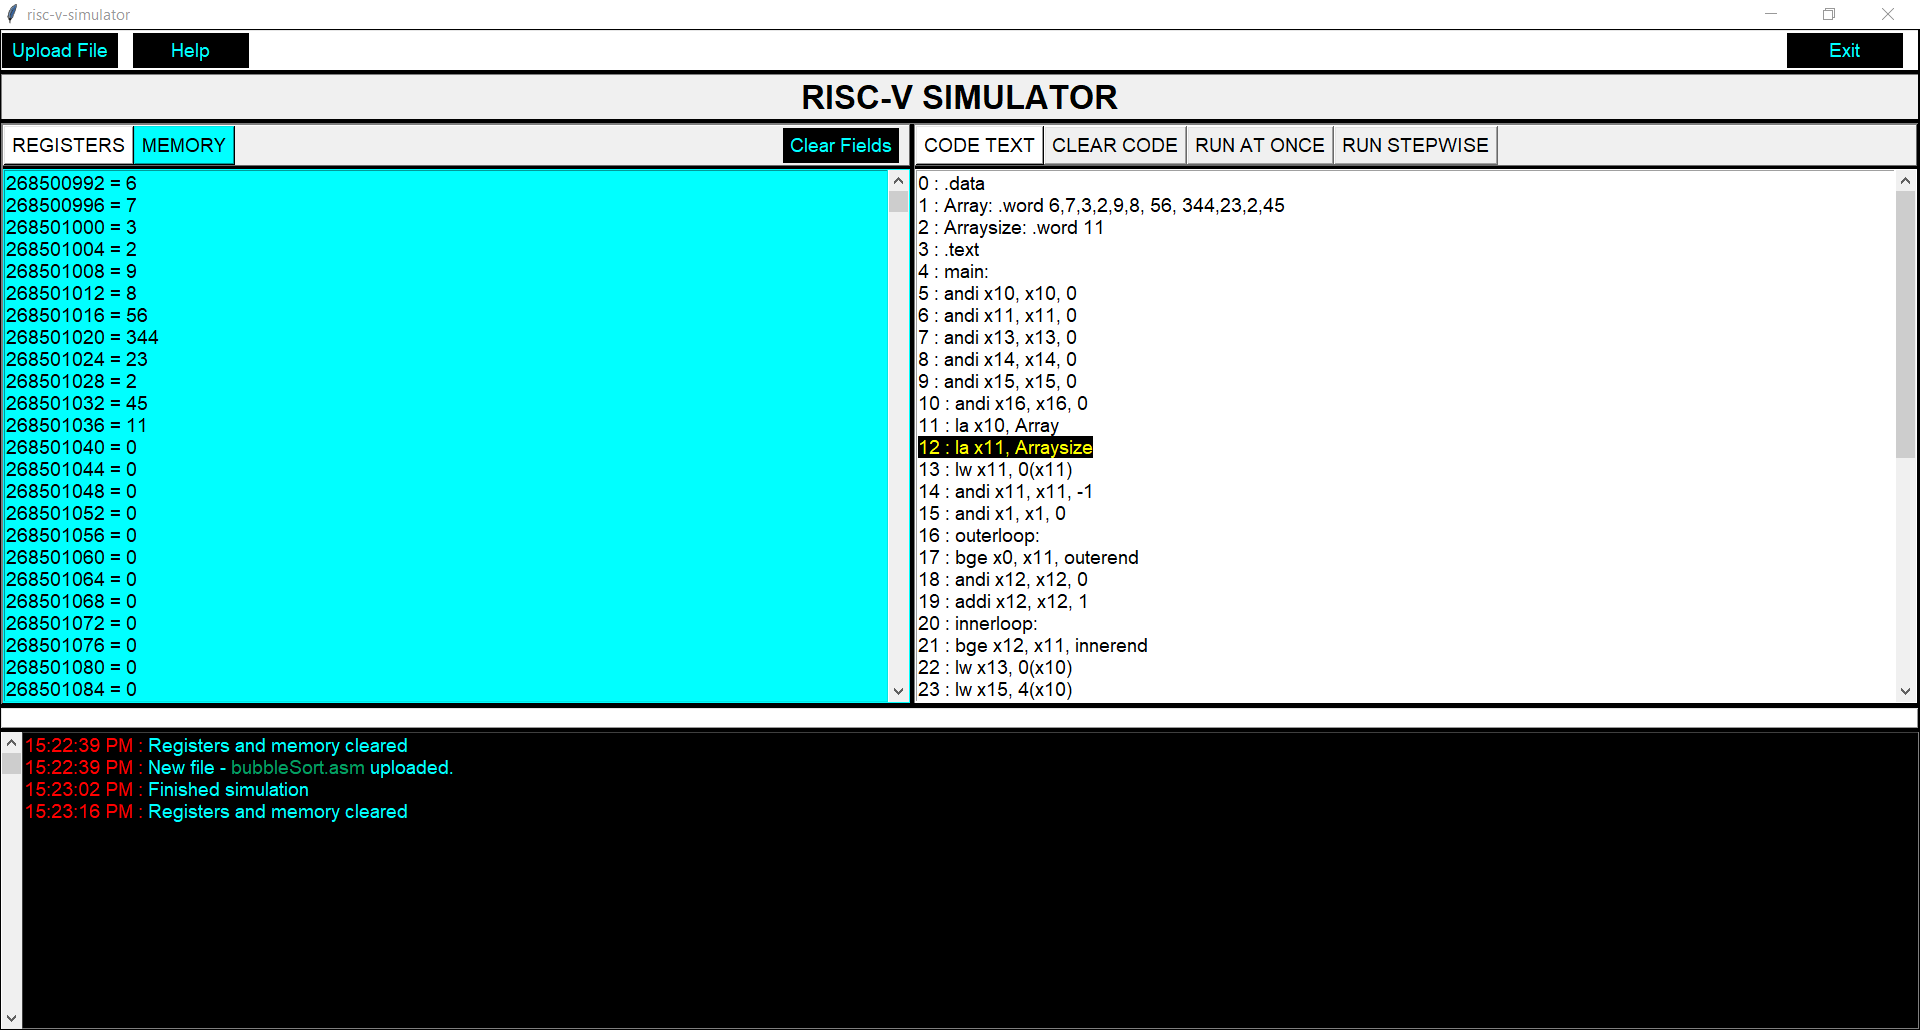 risc-v-simulator
Upload File Help Exit
RISC-V SIMULATOR
REGISTERS MEMORY Clear Fields
268500992 = 6
268500996 = 7
268501000 = 3
268501004 = 2
268501008 = 9
268501012 = 8
268501016 = 56
268501020 = 344
268501024 = 23
268501028 = 2
268501032 = 45
268501036 = 11
268501040 = 0
268501044 = 0
268501048 = 0
268501052 = 0
268501056 = 0
268501060 = 0
268501064 = 0
268501068 = 0
268501072 = 0
268501076 = 0
268501080 = 0
268501084 = 0
CODE TEXT CLEAR CODE RUN AT ONCE RUN STEPWISE
0 : .data
1 : Array: .word 6,7,3,2,9,8, 56, 344,23,2,45
2 : Arraysize: .word 11
3 : .text
4 : main:
5 : andi x10, x10, 0
6 : andi x11, x11, 0
7 : andi x13, x13, 0
8 : andi x14, x14, 0
9 : andi x15, x15, 0
10 : andi x16, x16, 0
11 : la x10, Array
12 : la x11, Arraysize
13 : lw x11, 0(x11)
14 : andi x11, x11, -1
15 : andi x1, x1, 0
16 : outerloop:
17 : bge x0, x11, outerend
18 : andi x12, x12, 0
19 : addi x12, x12, 1
20 : innerloop:
21 : bge x12, x11, innerend
22 : lw x13, 0(x10)
23 : lw x15, 4(x10)
15:22:39 PM : Registers and memory cleared
15:22:39 PM : New file - bubbleSort.asm uploaded.
15:23:02 PM : Finished simulation
15:23:16 PM : Registers and memory cleared